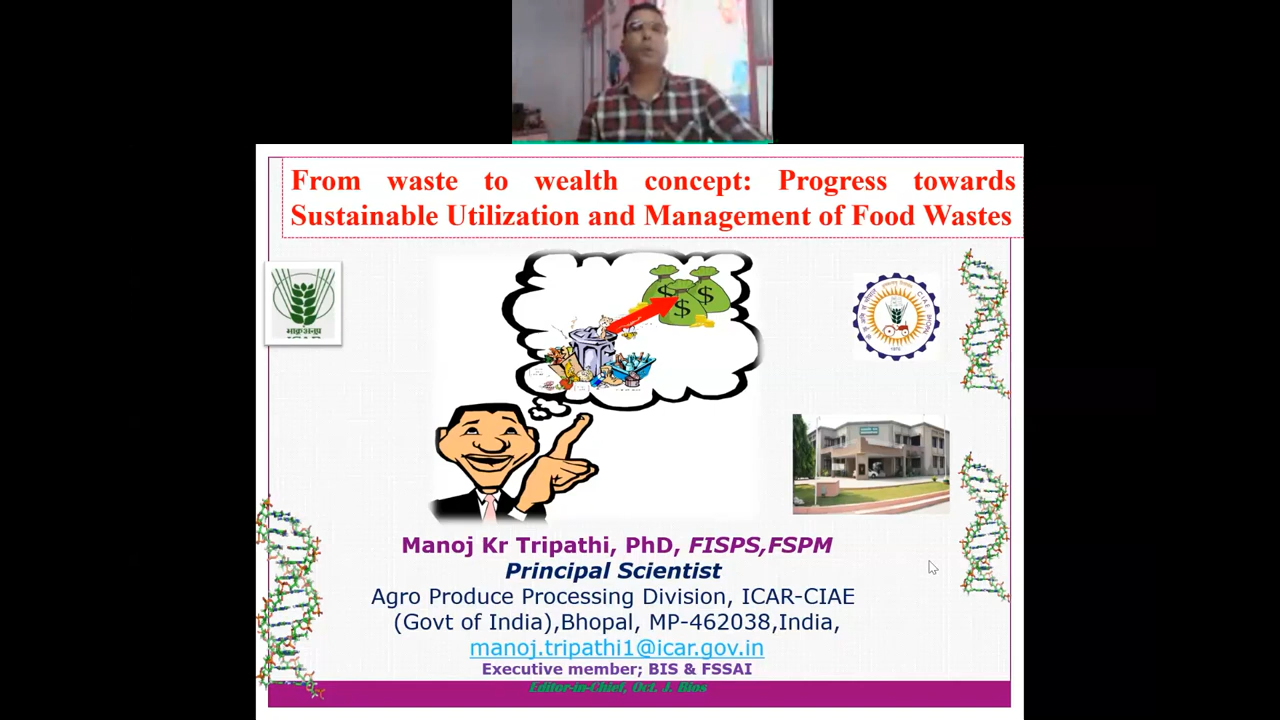 From waste to wealth concept: Progress towards
Sustainable Utilization and Management of Food Wastes
Manoj Kr Tripathi, PhD, FISPS,FSPM
Principal Scientist
Agro Produce Processing Division, ICAR-CIAE
(Govt of India),Bhopal, MP-462038,India,
manoj.tripathi1@icar.gov.in
Executive member; BIS & FSSAI
Editor-in-Chief, Oct. J. Bios